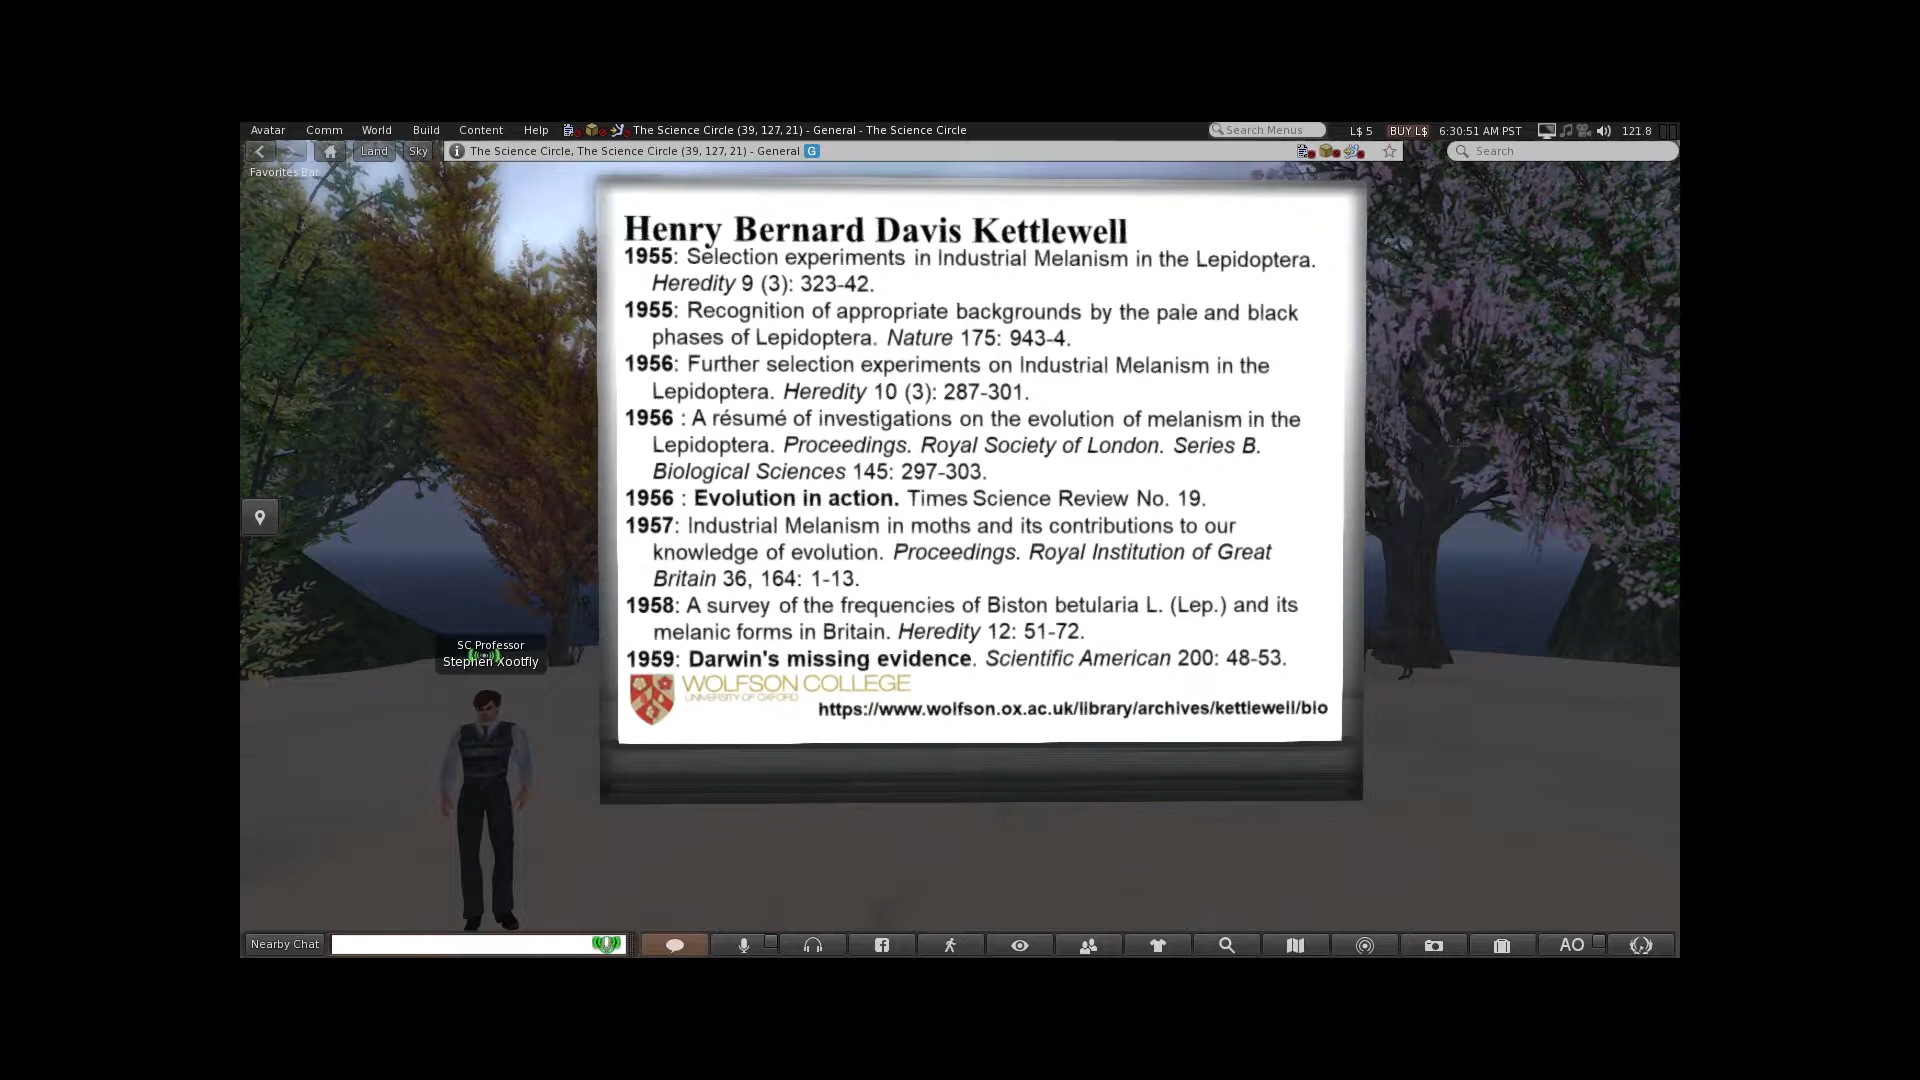 Avatar Comm World Build Content Help The Science Circle (39, 127, 21) - General - The Science Circle Search Menus L$ 5 BUY L$ 6:30:51 AM PST 121.8
Land Sky The Science Circle, The Science Circle (39, 127, 21) - General G Search
Favorites Bar
Henry Bernard Davis Kettlewell
1955: Selection experiments in Industrial Melanism in the Lepidoptera.
Heredity 9 (3): 323-42.
1955: Recognition of appropriate backgrounds by the pale and black
phases of Lepidoptera. Nature 175: 943-4.
1956: Further selection experiments on Industrial Melanism in the
Lepidoptera. Heredity 10 (3): 287-301.
1956 : A résumé of investigations on the evolution of melanism in the
Lepidoptera. Proceedings. Royal Society of London. Series B.
Biological Sciences 145: 297-303.
1956 : Evolution in action. Times Science Review No. 19.
1957: Industrial Melanism in moths and its contributions to our
knowledge of evolution. Proceedings. Royal Institution of Great
Britain 36, 164: 1-13.
1958: A survey of the frequencies of Biston betularia L. (Lep.) and its
melanic forms in Britain. Heredity 12: 51-72.
1959: Darwin's missing evidence. Scientific American 200: 48-53.
WOLFSON COLLEGE
UNIVERSITY OF OXFORD
https://www.wolfson.ox.ac.uk/library/archives/kettlewell/bio
SC Professor
Stephen Xootfly
Nearby Chat AO